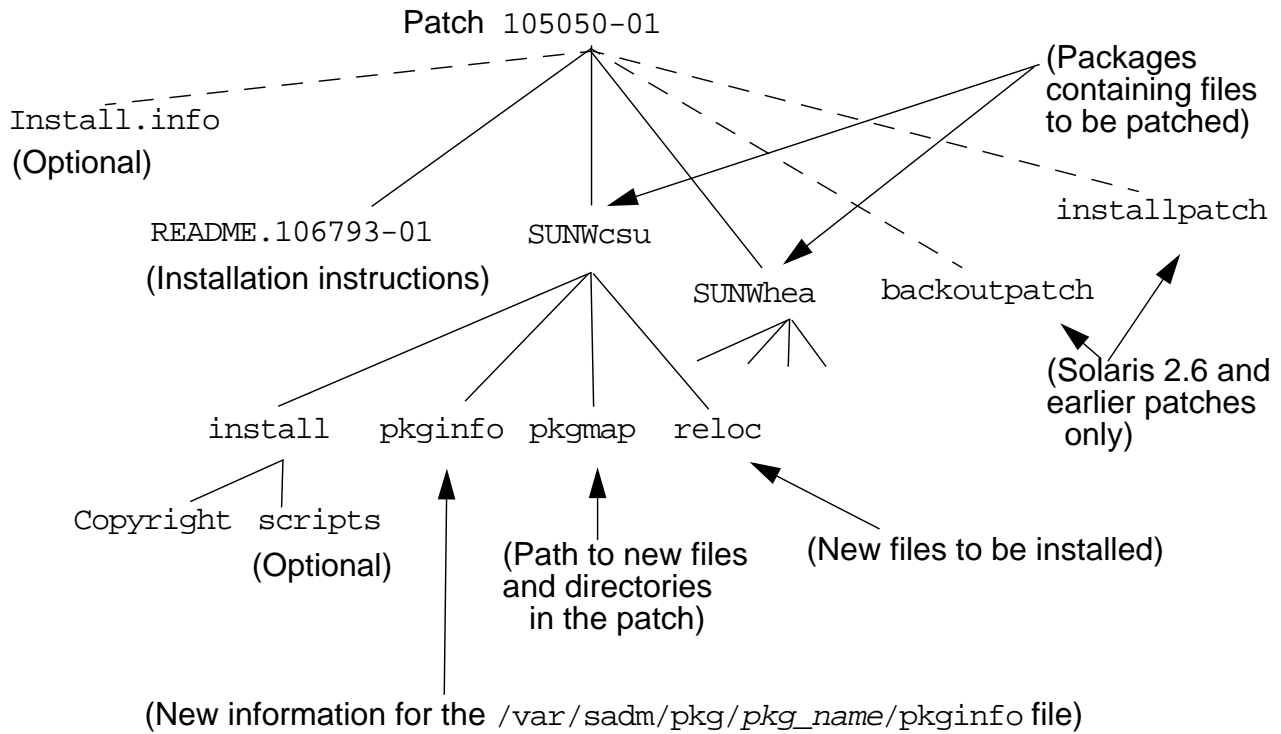 Patch 105050-01
(Packages
containing files
to be patched)
Install.info
(Optional)
installpatch
README.106793-01
(Installation instructions)
SUNWcsu
SUNWhea
backoutpatch
(Solaris 2.6 and
earlier patches
only)
install
pkginfo
pkgmap
reloc
Copyright
scripts
(Optional)
(Path to new files
and directories
in the patch)
(New files to be installed)
(New information for the /var/sadm/pkg/pkg_name/pkginfo file)